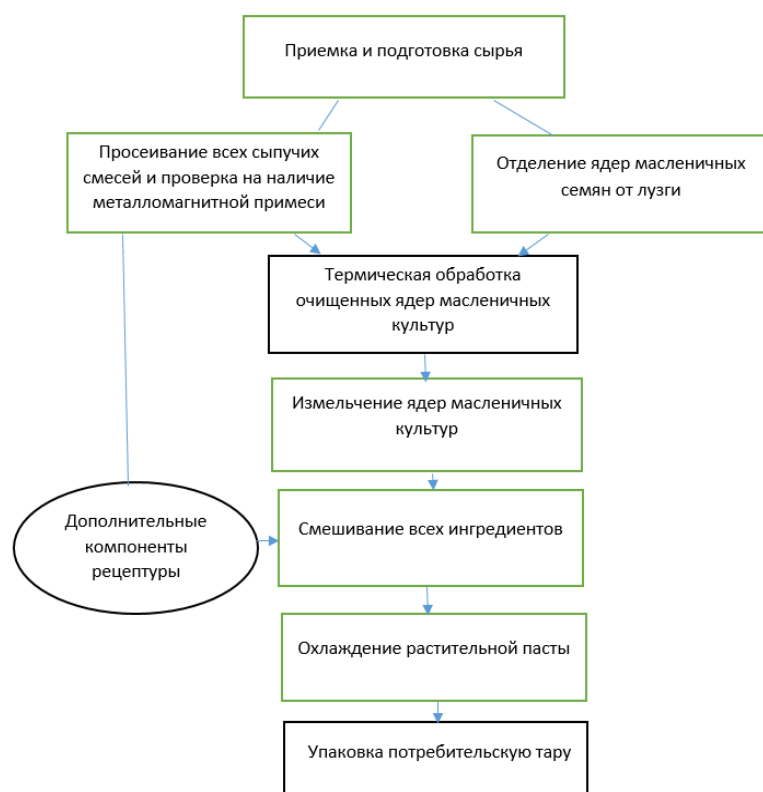 Приемка и подготовка сырья
Просеивание всех сыпучих
смесей и проверка на наличие
металломагнитной примеси
Отделение ядер масленичных
семян от лузги
Термическая обработка
очищенных ядер масленичных
культур
Измельчение ядер масленичных
культур
Дополнительные
компоненты
рецептуры
Смешивание всех ингредиентов
Охлаждение растительной пасты
Упаковка потребительскую тару